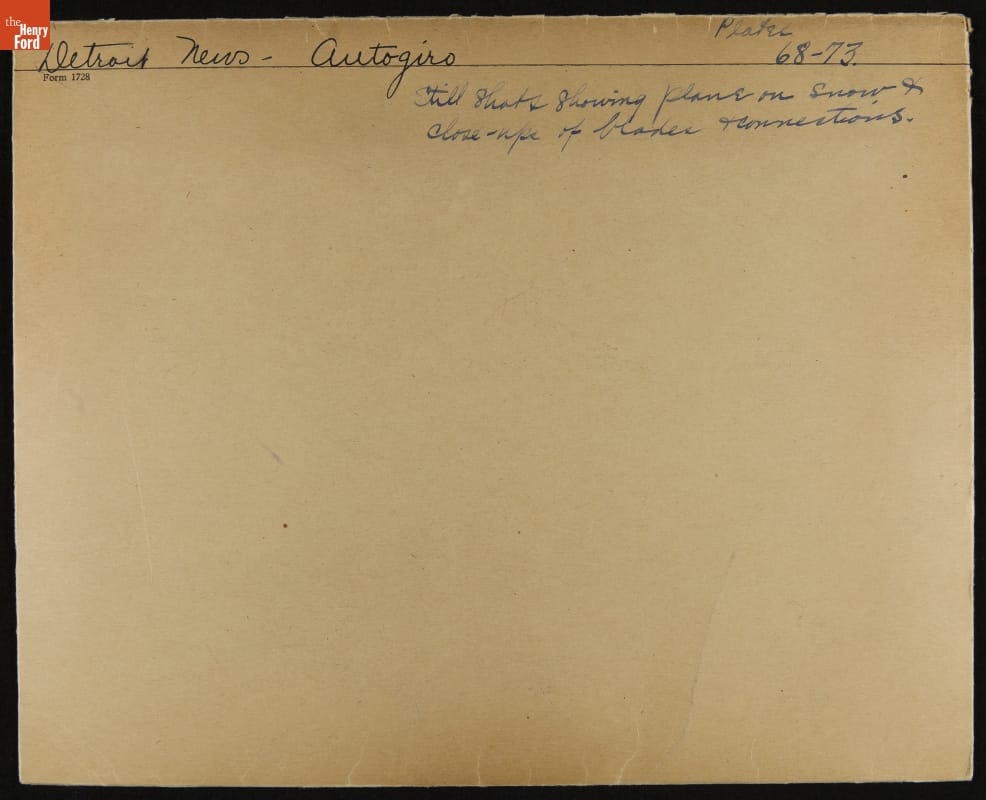 the
Henry
Ford
Plates
Detroit News - Autogiro 68-73.
Form 1728
Still shots showing plane on snow &
close-ups of blades & connections.